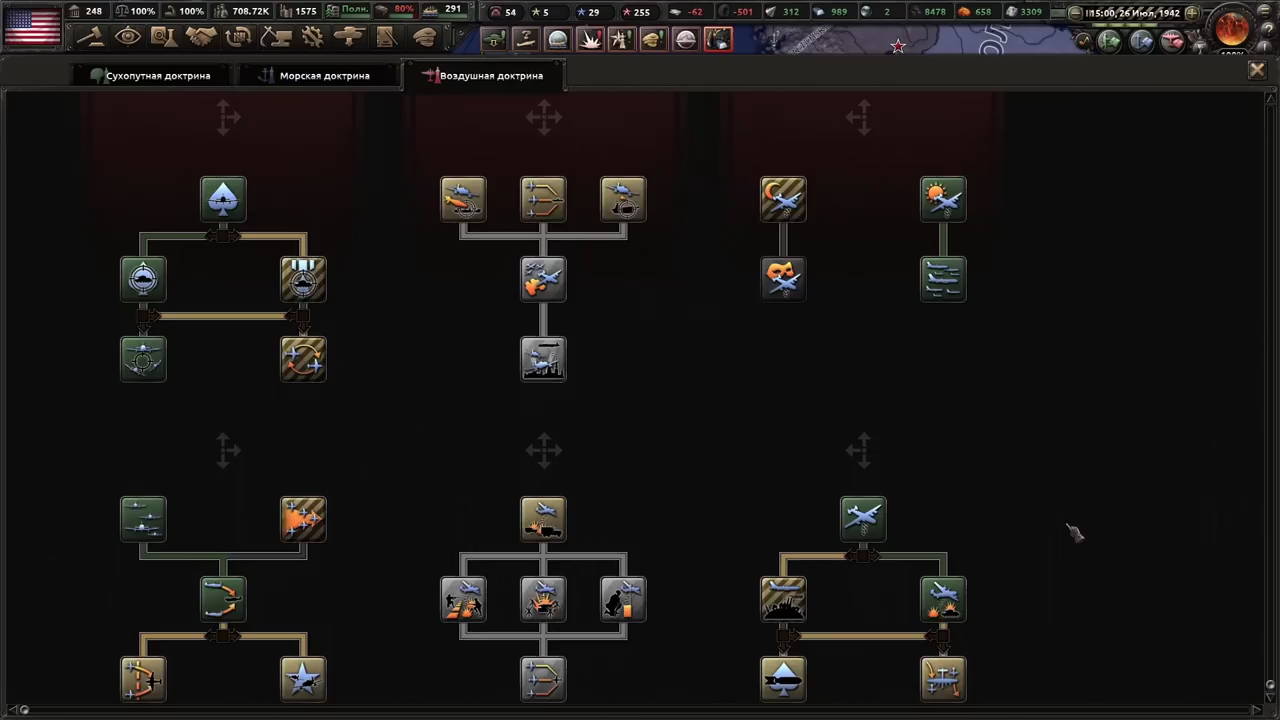 248 100% 100% 708.72K 1575 Полн. 80% 291 54 5 29 255 -62 -501 312 989 2 8478 658 3309 15:00, 26 Июл, 1942
100%
Сухопутная доктрина Морская доктрина Воздушная доктрина